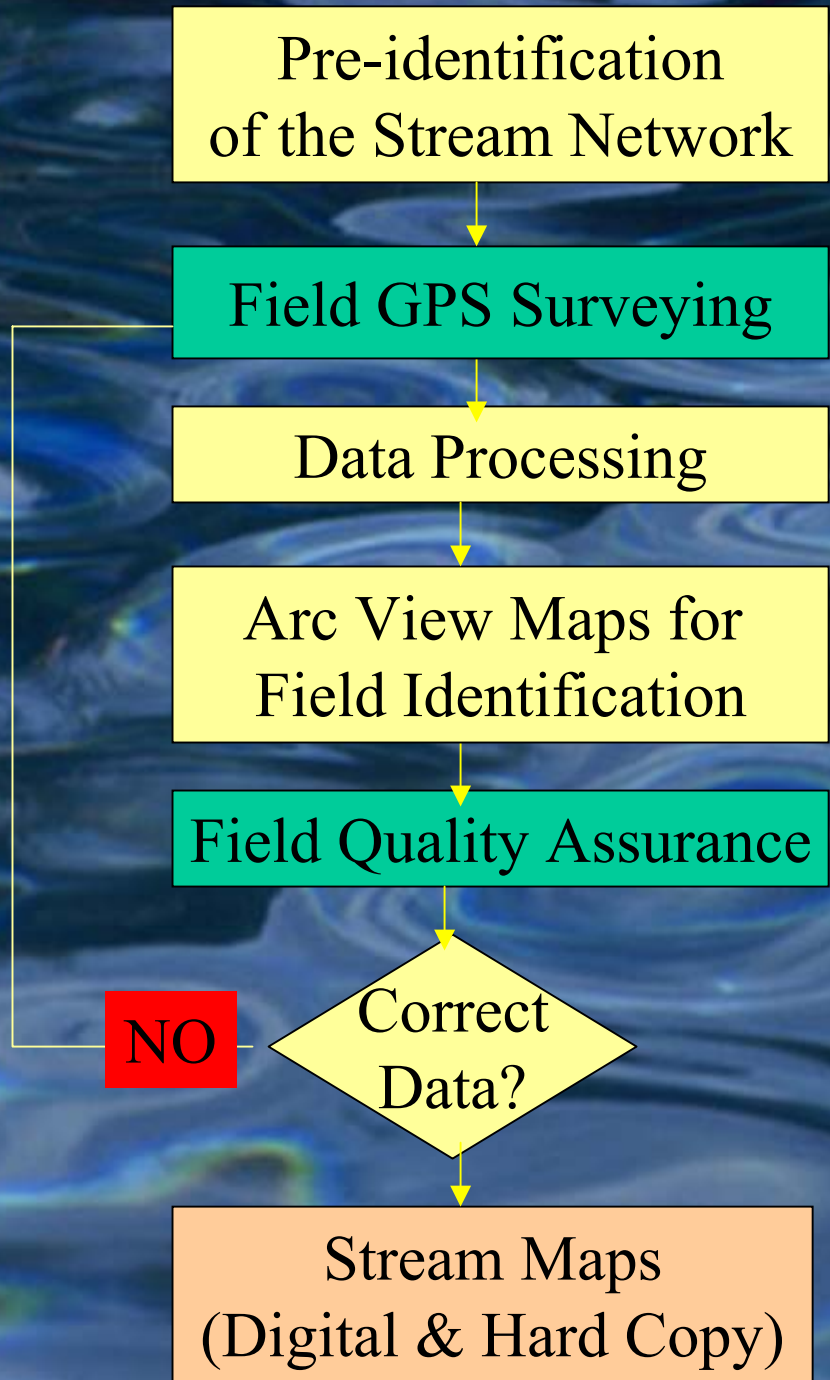 Pre-identification
of the Stream Network
Field GPS Surveying
Data Processing
Arc View Maps for
Field Identification
Field Quality Assurance
Correct
Data?
NO
Stream Maps
(Digital & Hard Copy)